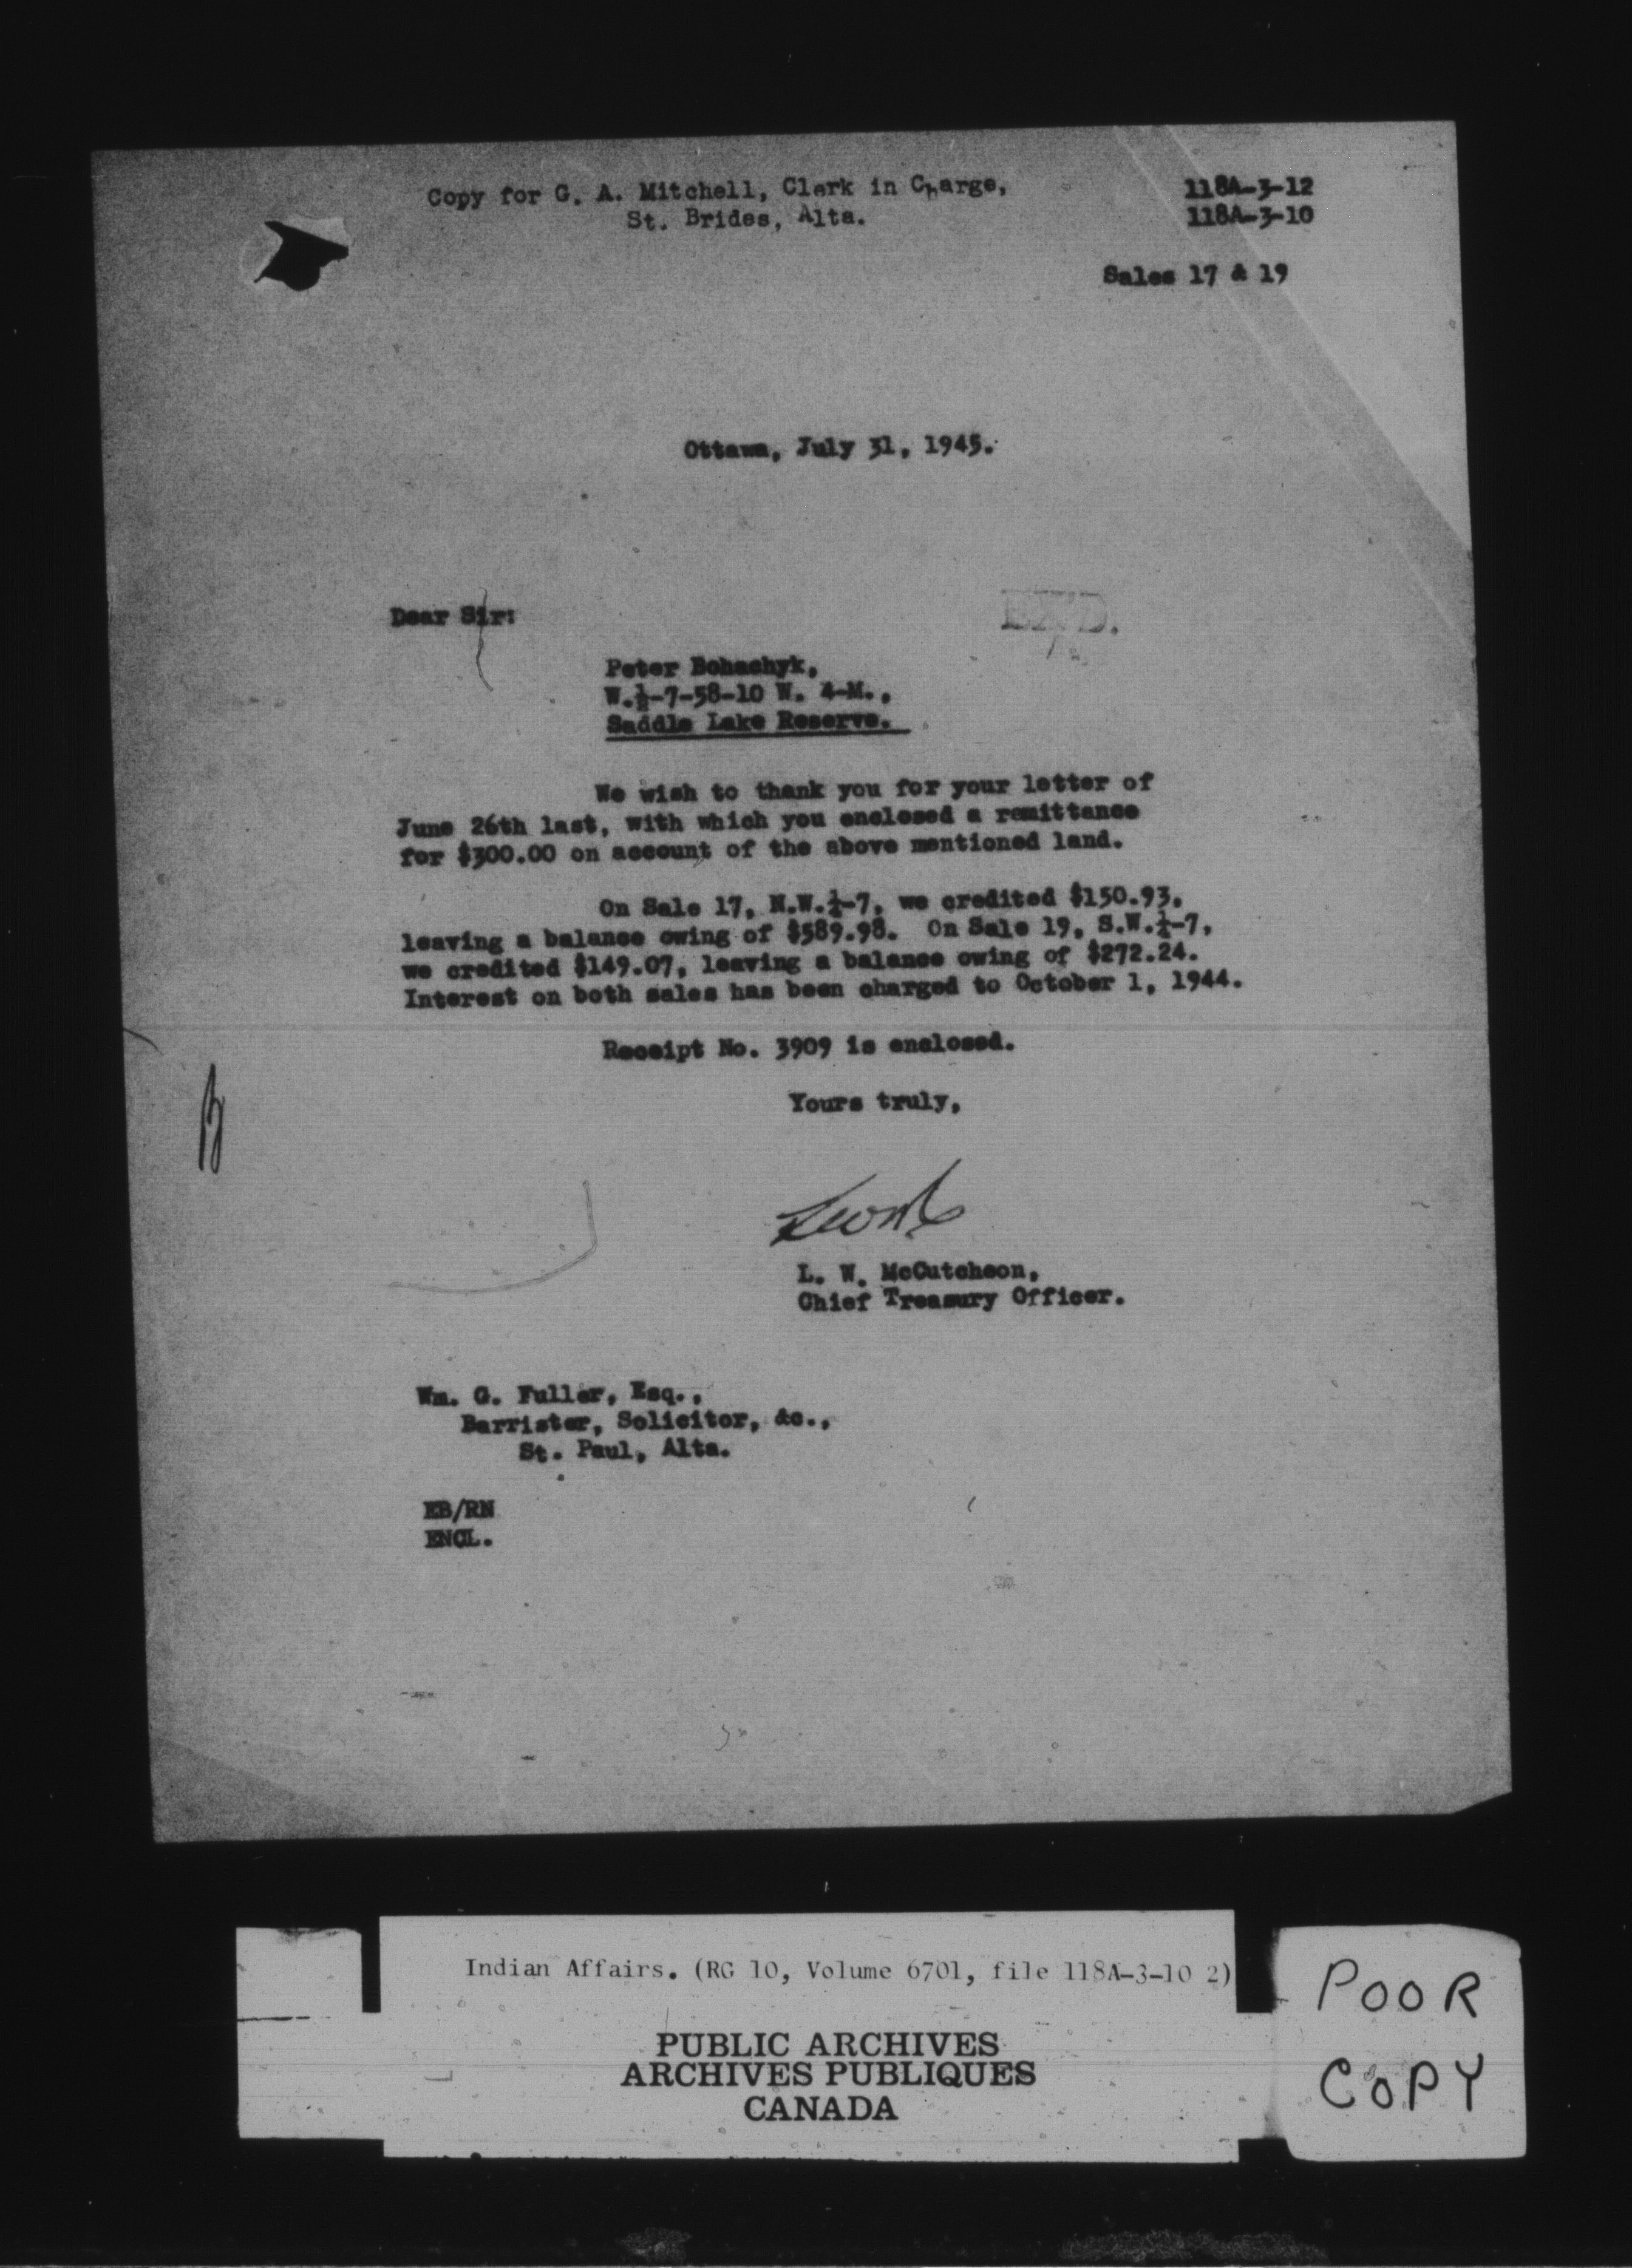 Copy for G. A. Mitchell, Clerk in Charge,
St. Brides, Alta.
118A-3-12
118A-3-10
Sales 17 & 19
Ottawa, July 31, 1945.
Dear Sir:
EX'D.
Peter Bohachyk,
W.½-7-58-10 W. 4-M.,
Saddle Lake Reserve.
We wish to thank you for your letter of
June 26th last, with which you enclosed a remittance
for $300.00 on account of the above mentioned land.
On Sale 17, N.W.¼-7, we credited $150.93,
leaving a balance owing of $589.98. On Sale 19, S.W.¼-7,
we credited $149.07, leaving a balance owing of $272.24.
Interest on both sales has been charged to October 1, 1944.
Receipt No. 3909 is enclosed.
Yours truly,
L. W. McCutcheon,
Chief Treasury Officer.
Wm. G. Fuller, Esq.,
Barrister, Solicitor, &c.,
St. Paul, Alta.
EB/RN
ENCL.
Indian Affairs. (RG 10, Volume 6701, file 118A-3-10 2)
PUBLIC ARCHIVES
ARCHIVES PUBLIQUES
CANADA
POOR
COPY